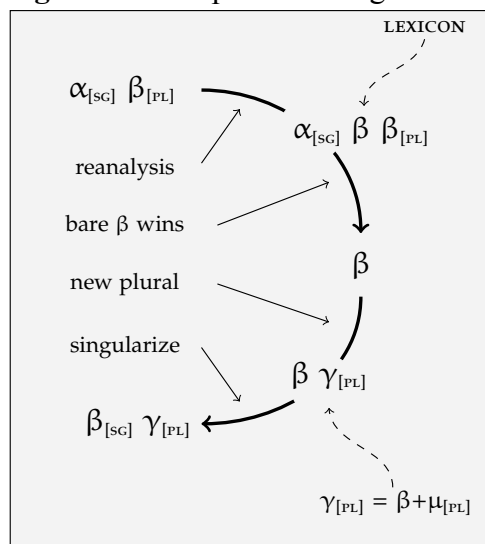 LEXICON
α[SG] β[PL]
α[SG] β β[PL]
reanalysis
bare β wins
β
new plural
singularize
β γ[PL]
β[SG] γ[PL]
γ[PL] = β+μ[PL]